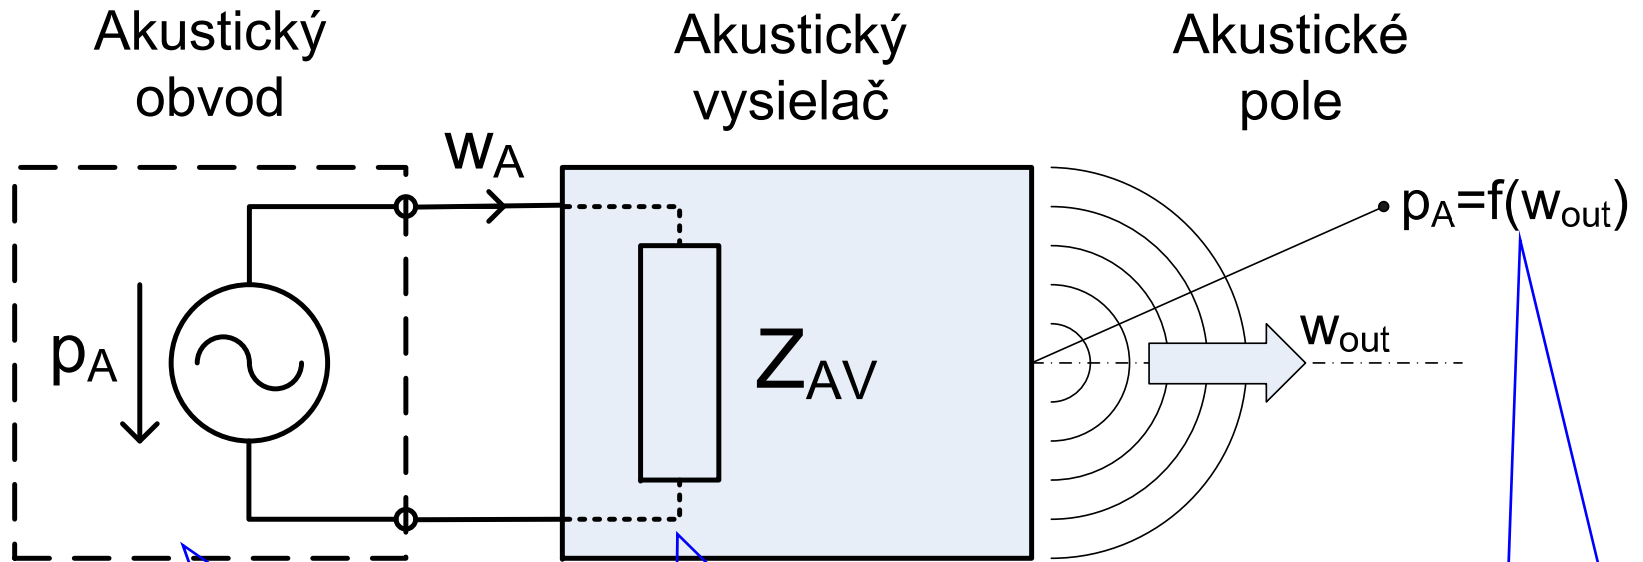 Akustický
obvod
Akustický
vysielač
Akustické
pole
wA
pA=f(wout)
pA
ZAV
wout